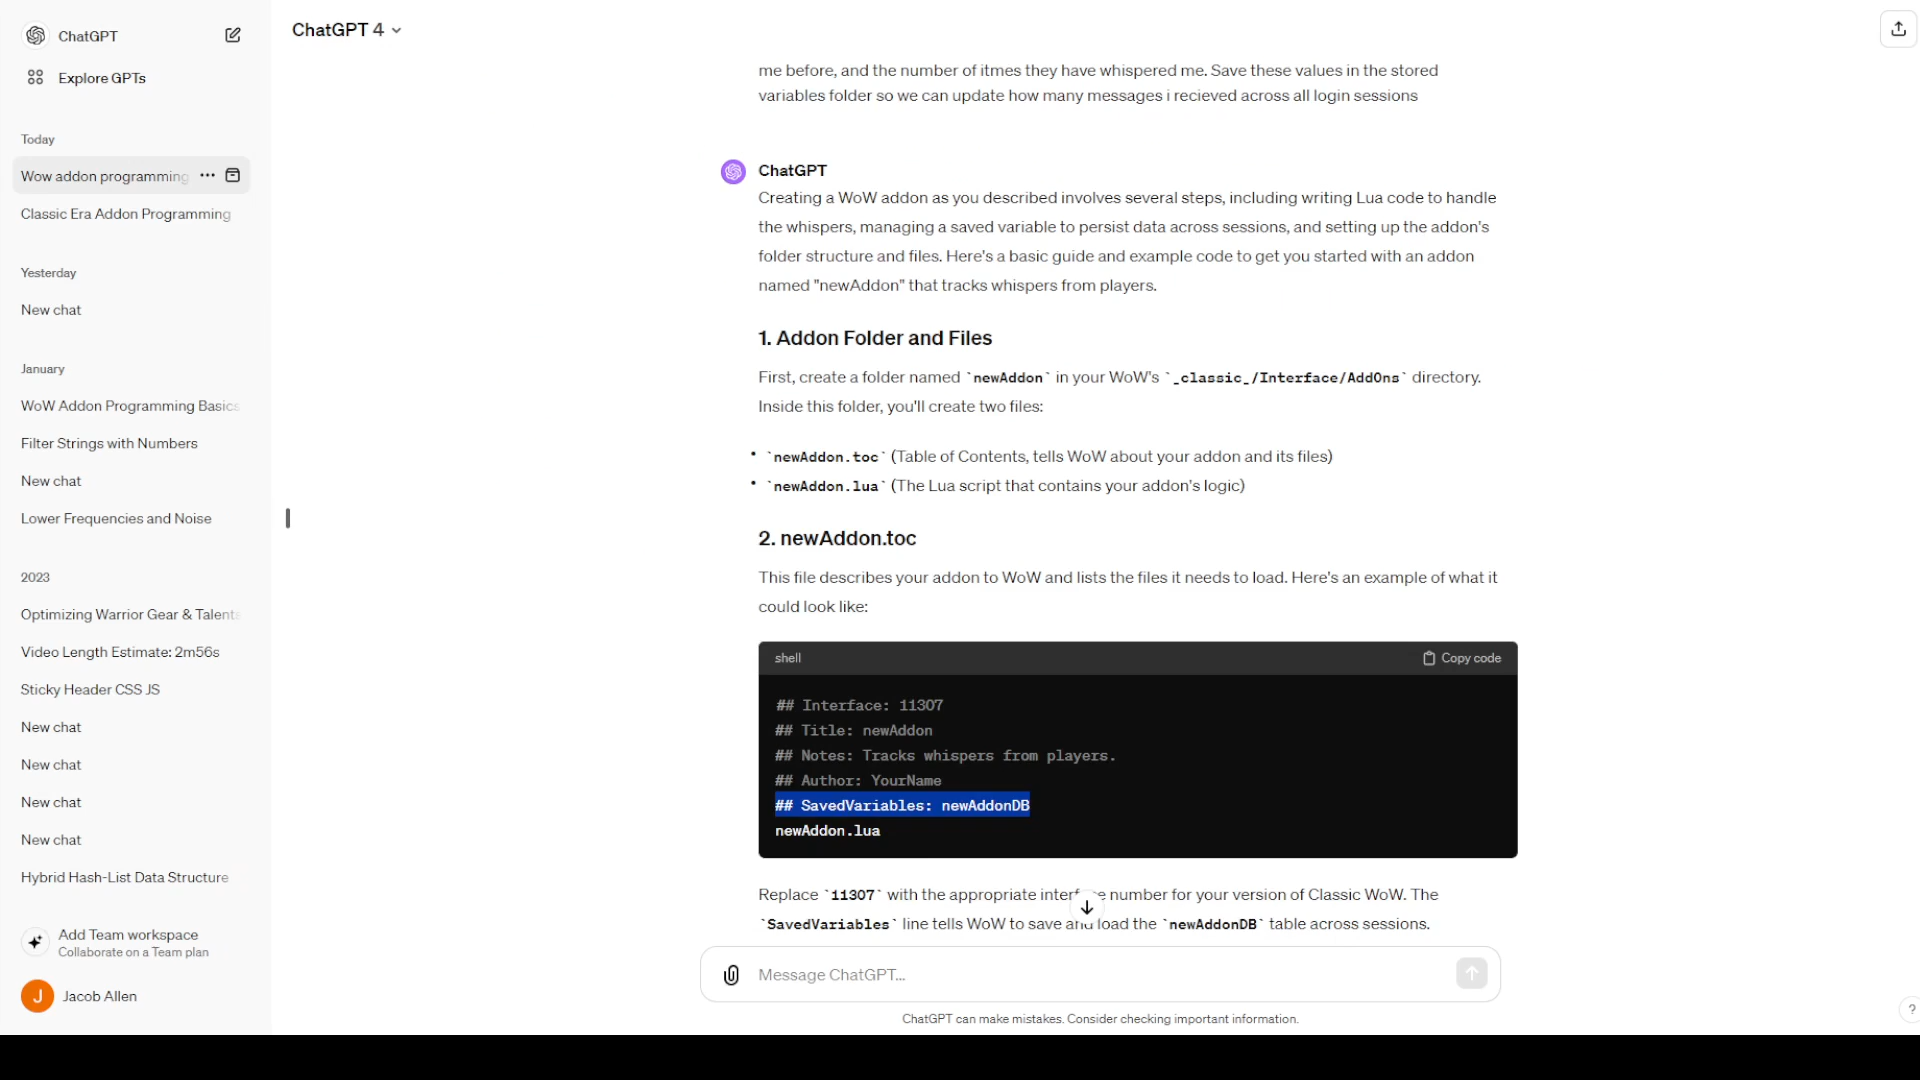 ChatGPT
Explore GPTs
Today
Wow addon programming
Classic Era Addon Programming
Yesterday
New chat
January
WoW Addon Programming Basics
Filter Strings with Numbers
New chat
Lower Frequencies and Noise
2023
Optimizing Warrior Gear & Talents
Video Length Estimate: 2m56s
Sticky Header CSS JS
New chat
New chat
New chat
New chat
Hybrid Hash-List Data Structure
Add Team workspace
Collaborate on a Team plan
J
Jacob Allen
ChatGPT 4
me before, and the number of itmes they have whispered me. Save these values in the stored
variables folder so we can update how many messages i recieved across all login sessions
ChatGPT
Creating a WoW addon as you described involves several steps, including writing Lua code to handle
the whispers, managing a saved variable to persist data across sessions, and setting up the addon's
folder structure and files. Here's a basic guide and example code to get you started with an addon
named "newAddon" that tracks whispers from players.
1. Addon Folder and Files
First, create a folder named `newAddon` in your WoW's `_classic_/Interface/AddOns` directory.
Inside this folder, you'll create two files:
• `newAddon.toc` (Table of Contents, tells WoW about your addon and its files)
• `newAddon.lua` (The Lua script that contains your addon's logic)
2. newAddon.toc
This file describes your addon to WoW and lists the files it needs to load. Here's an example of what it
could look like:
shell
Copy code
## Interface: 11307
## Title: newAddon
## Notes: Tracks whispers from players.
## Author: YourName
## SavedVariables: newAddonDB
newAddon.lua
Replace `11307` with the appropriate interface number for your version of Classic WoW. The
`SavedVariables` line tells WoW to save and load the `newAddonDB` table across sessions.
Message ChatGPT...
ChatGPT can make mistakes. Consider checking important information.
?